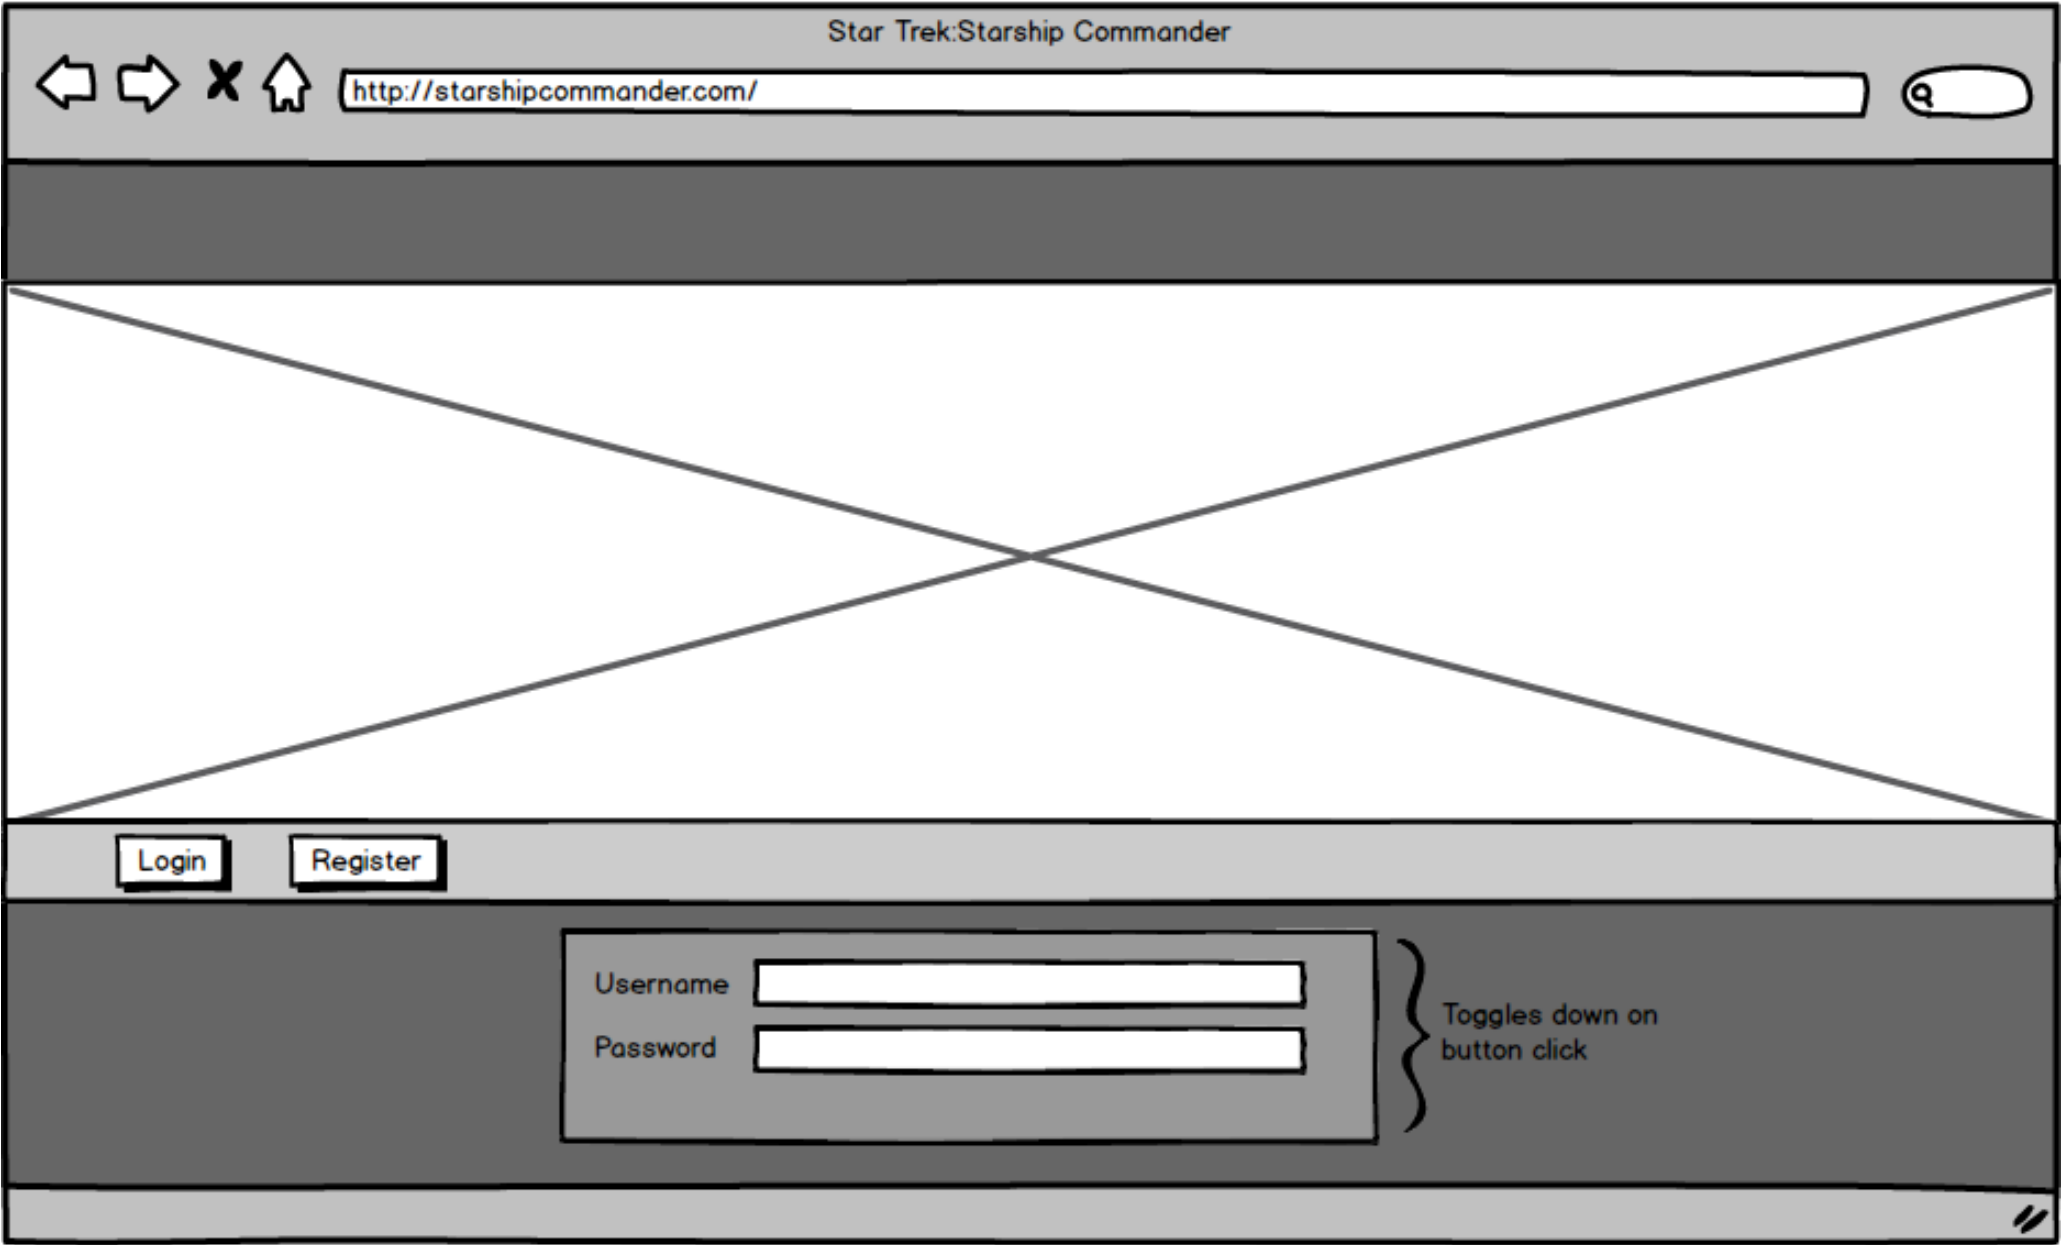 Star Trek:Starship Commander
http://starshipcommander.com/
Login
Register
Username
Password
Toggles down on
button click